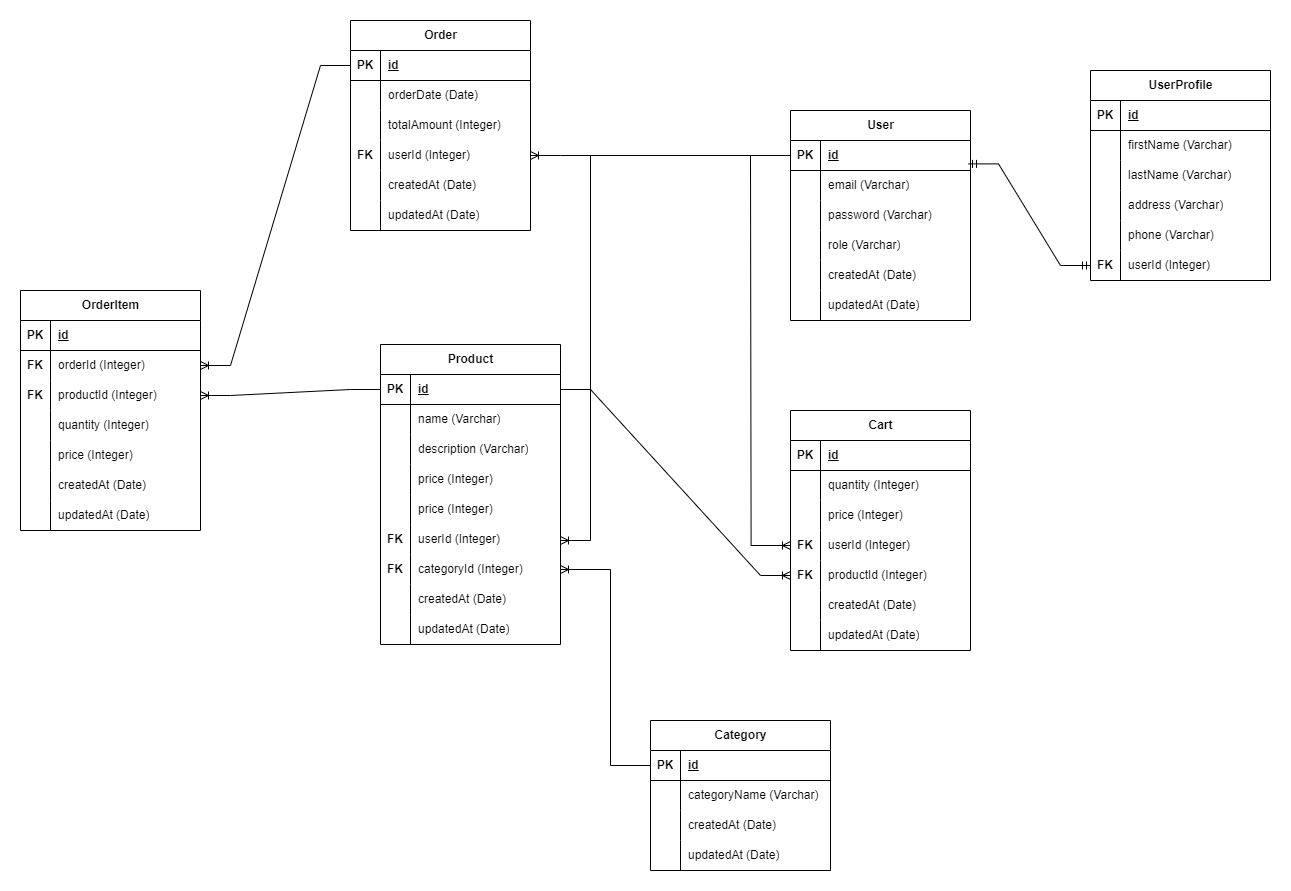 Order
PK id
orderDate (Date)
totalAmount (Integer)
FK userId (Integer)
createdAt (Date)
updatedAt (Date)
User
PK id
email (Varchar)
password (Varchar)
role (Varchar)
createdAt (Date)
updatedAt (Date)
UserProfile
PK id
firstName (Varchar)
lastName (Varchar)
address (Varchar)
phone (Varchar)
FK userId (Integer)
OrderItem
PK id
FK orderId (Integer)
FK productId (Integer)
quantity (Integer)
price (Integer)
createdAt (Date)
updatedAt (Date)
Product
PK id
name (Varchar)
description (Varchar)
price (Integer)
price (Integer)
FK userId (Integer)
FK categoryId (Integer)
createdAt (Date)
updatedAt (Date)
Cart
PK id
quantity (Integer)
price (Integer)
FK userId (Integer)
FK productId (Integer)
createdAt (Date)
updatedAt (Date)
Category
PK id
categoryName (Varchar)
createdAt (Date)
updatedAt (Date)